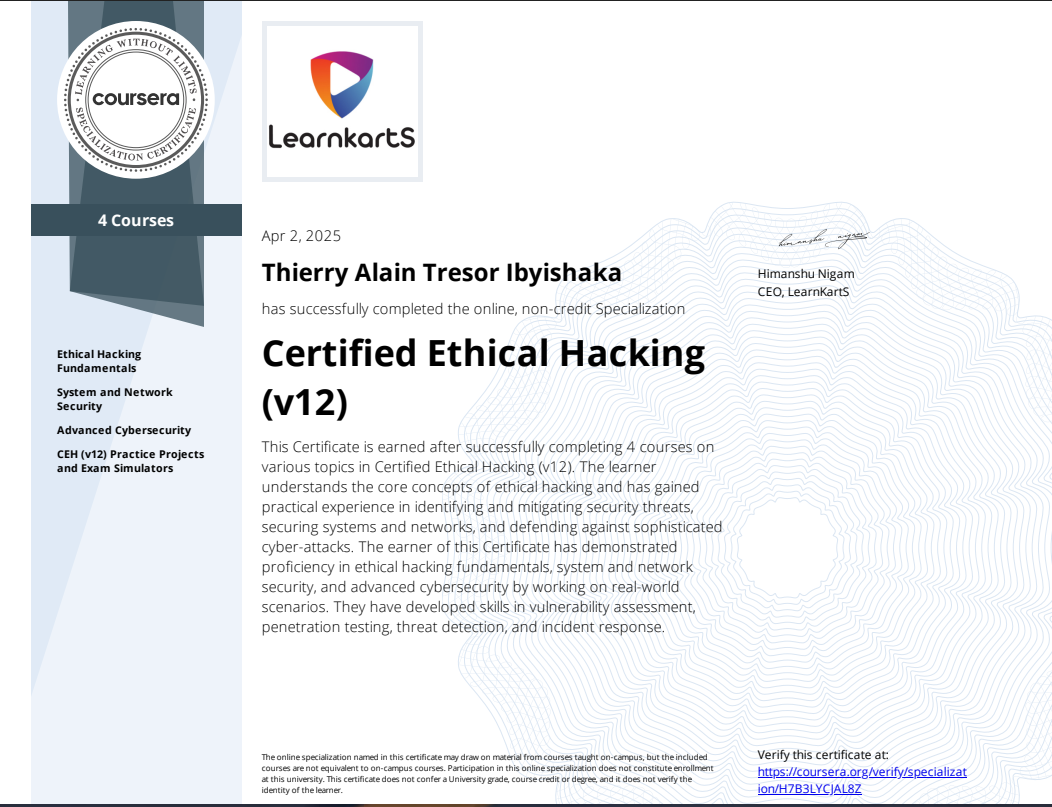 LEARNING WITHOUT LIMITS
coursera
SPECIALIZATION CERTIFICATE
4 Courses
Ethical Hacking
Fundamentals
System and Network
Security
Advanced Cybersecurity
CEH (v12) Practice Projects
and Exam Simulators
LearnkartS
Apr 2, 2025
Thierry Alain Tresor Ibyishaka
has successfully completed the online, non-credit Specialization
Certified Ethical Hacking
(v12)
This Certificate is earned after successfully completing 4 courses on
various topics in Certified Ethical Hacking (v12). The learner
understands the core concepts of ethical hacking and has gained
practical experience in identifying and mitigating security threats,
securing systems and networks, and defending against sophisticated
cyber-attacks. The earner of this Certificate has demonstrated
proficiency in ethical hacking fundamentals, system and network
security, and advanced cybersecurity by working on real-world
scenarios. They have developed skills in vulnerability assessment,
penetration testing, threat detection, and incident response.
himanshu nigam
Himanshu Nigam
CEO, LearnKartS
The online specialization named in this certificate may draw on material from courses taught on-campus, but the included
courses are not equivalent to on-campus courses. Participation in this online specialization does not constitute enrollment
at this university. This certificate does not confer a University grade, course credit or degree, and it does not verify the
identity of the learner.
Verify this certificate at:
https://coursera.org/verify/specializat
ion/H7B3LYCJAL8Z